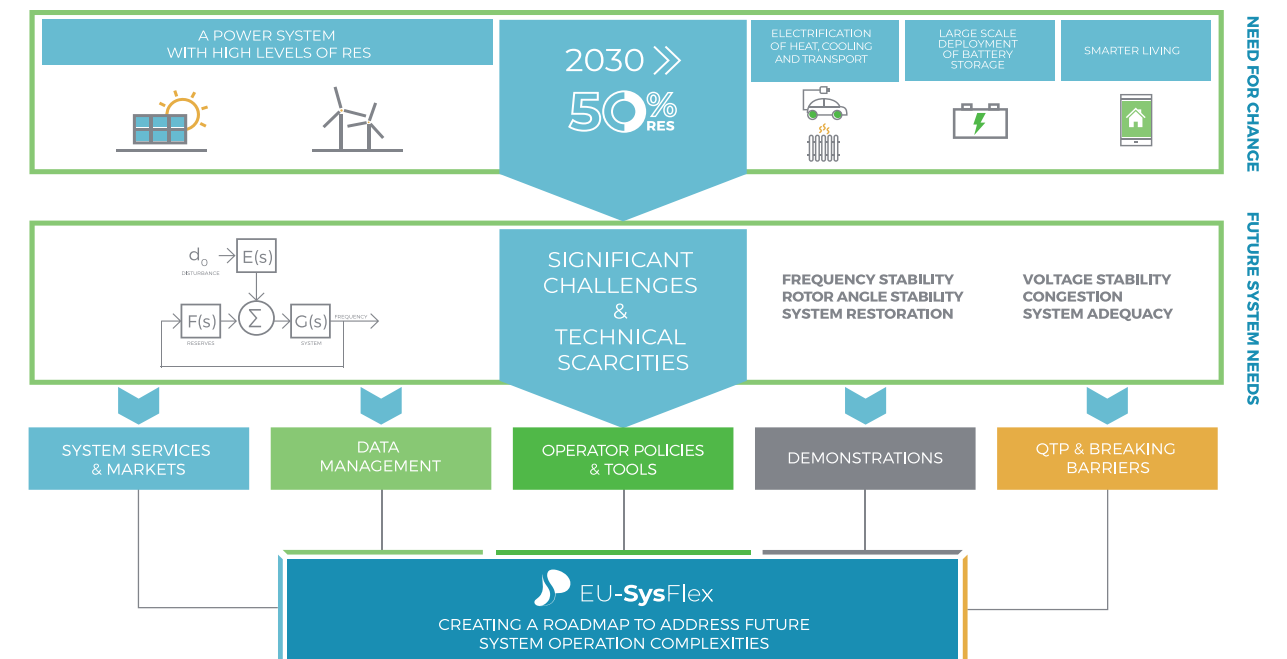 A POWER SYSTEM
WITH HIGH LEVELS OF RES
2030 >>
50%
RES
ELECTRIFICATION
OF HEAT, COOLING
AND TRANSPORT
LARGE SCALE
DEPLOYMENT
OF BATTERY
STORAGE
SMARTER LIVING
NEED FOR CHANGE
d₀
DISTURBANCE
E(s)
F(s)
RESERVES
Σ
G(s)
SYSTEM
FREQUENCY
SIGNIFICANT
CHALLENGES
&
TECHNICAL
SCARCITIES
FREQUENCY STABILITY
ROTOR ANGLE STABILITY
SYSTEM RESTORATION
VOLTAGE STABILITY
CONGESTION
SYSTEM ADEQUACY
FUTURE SYSTEM NEEDS
SYSTEM SERVICES
& MARKETS
DATA
MANAGEMENT
OPERATOR POLICIES
& TOOLS
DEMONSTRATIONS
QTP & BREAKING
BARRIERS
EU-SysFlex
CREATING A ROADMAP TO ADDRESS FUTURE
SYSTEM OPERATION COMPLEXITIES